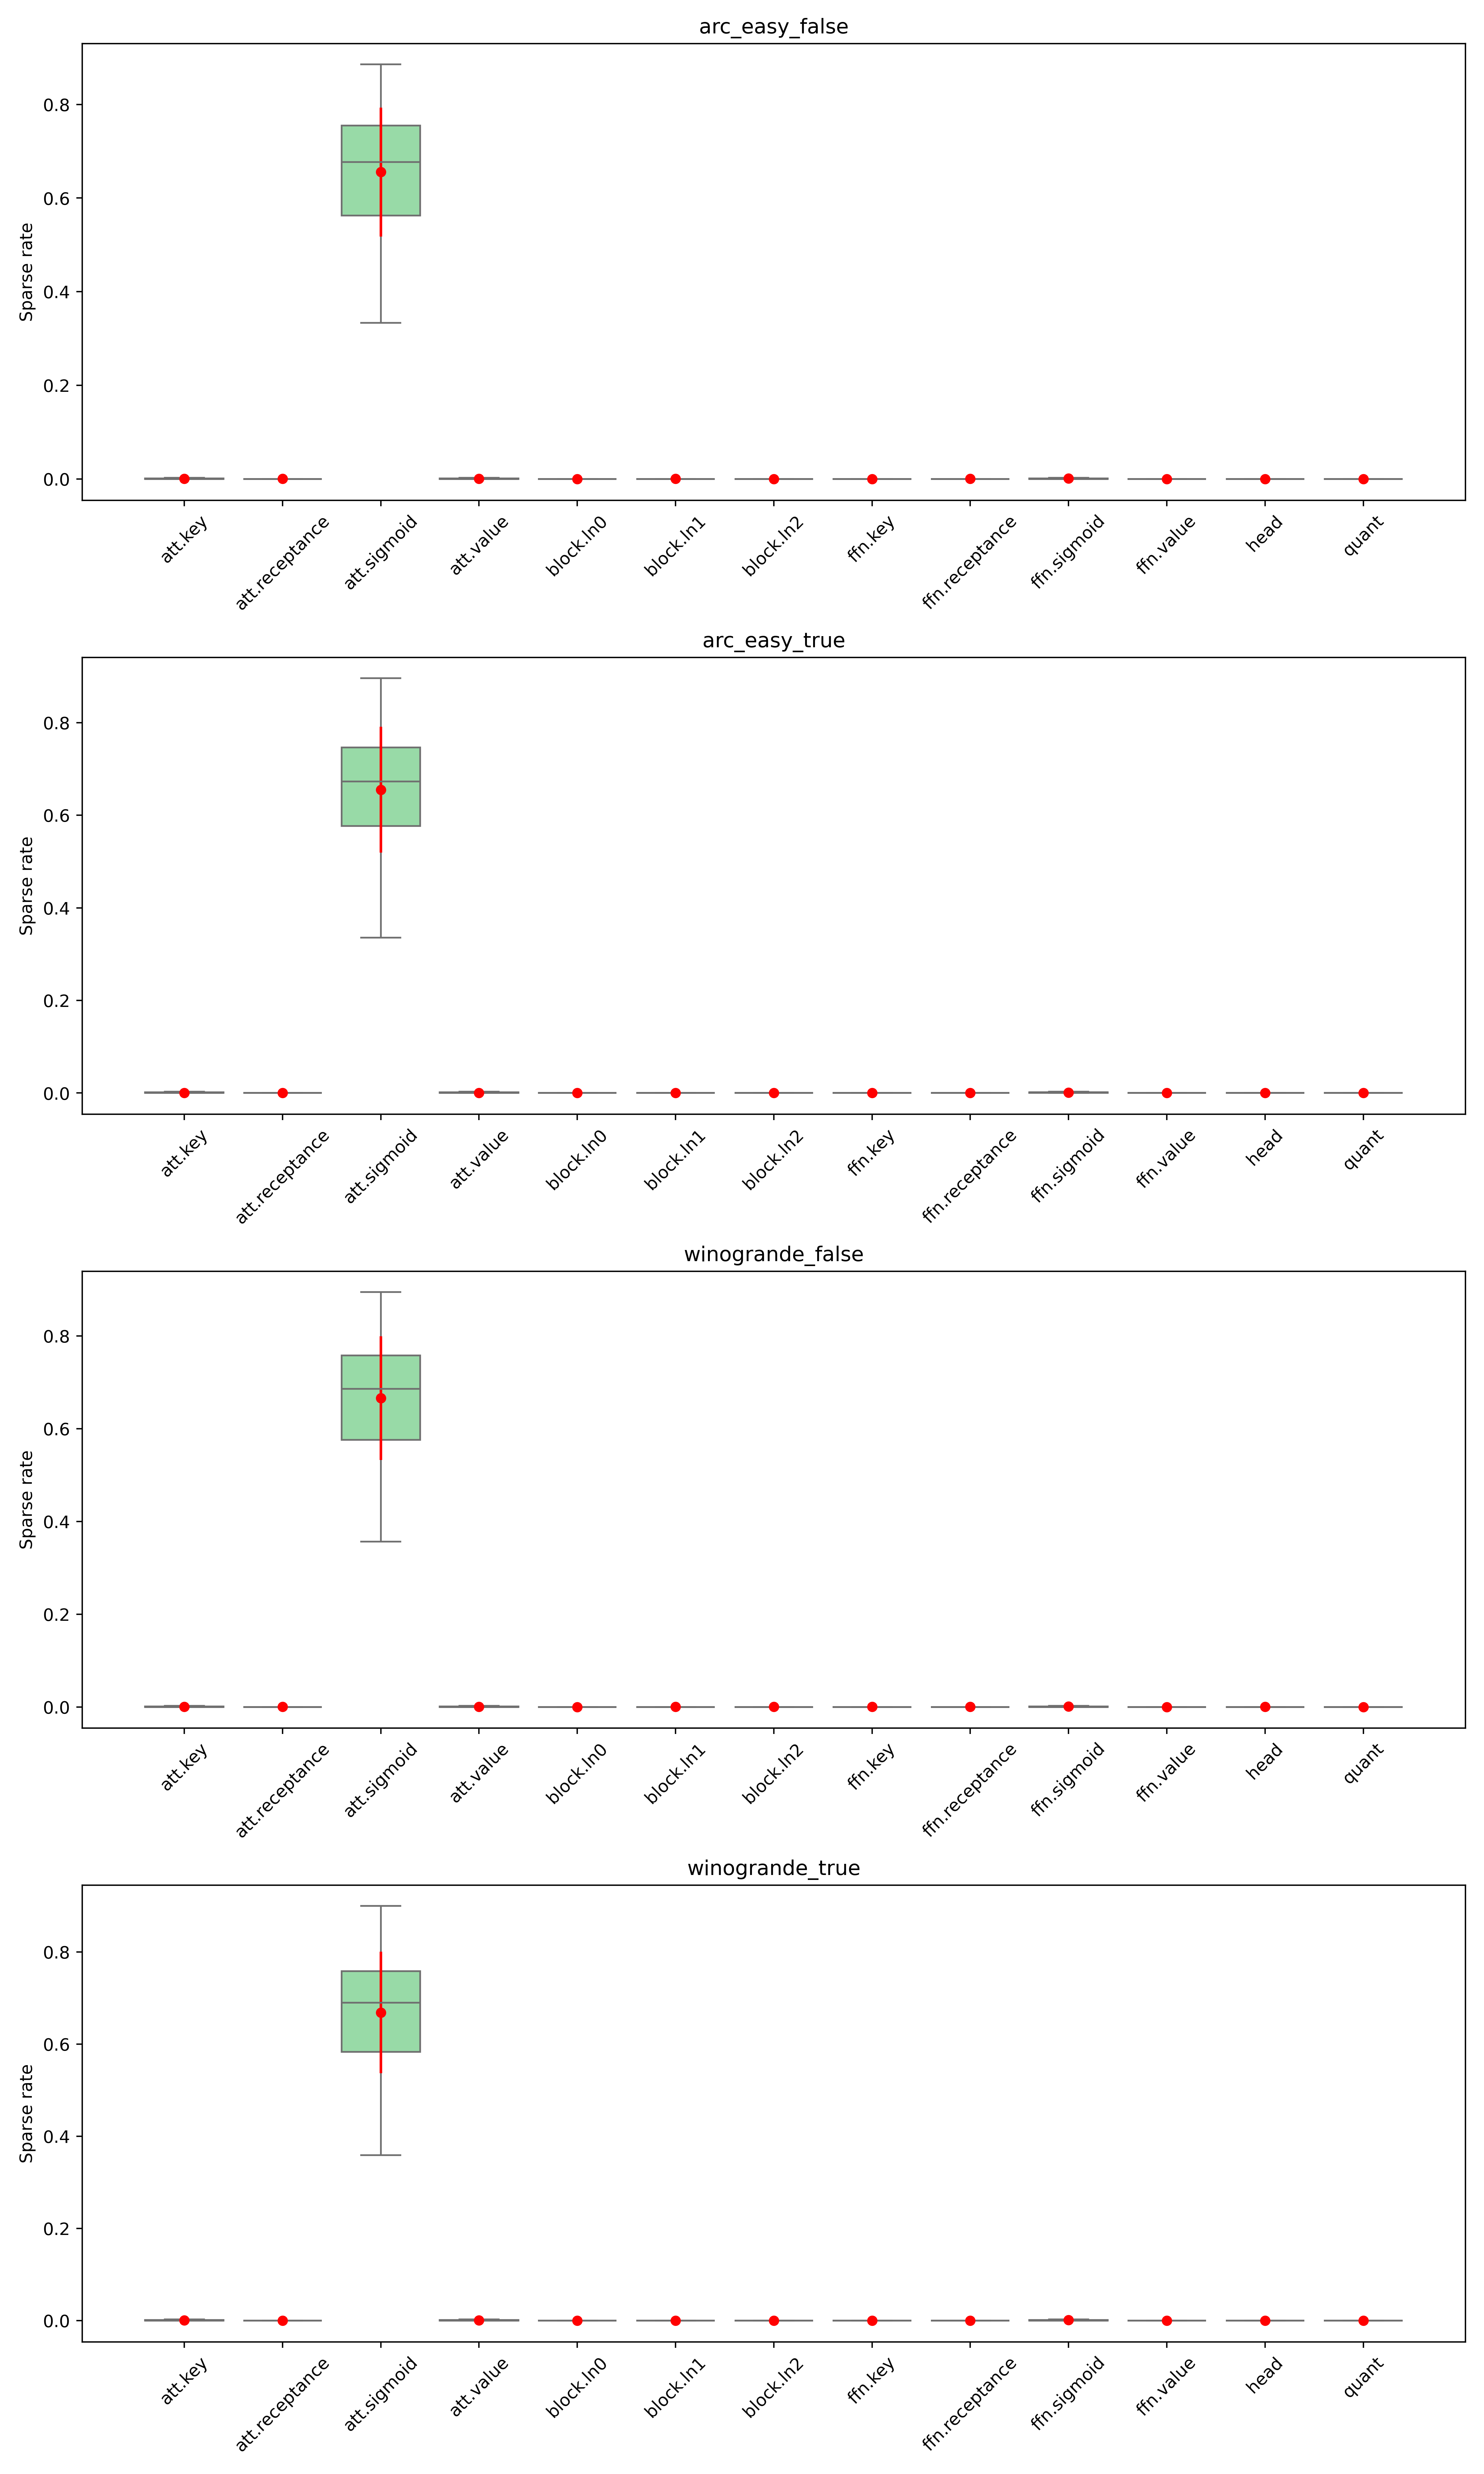 arc_easy_false
Sparse rate
0.8
0.6
0.4
0.2
0.0
att.key
att.receptance
att.sigmoid
att.value
block.ln0
block.ln1
block.ln2
ffn.key
ffn.receptance
ffn.sigmoid
ffn.value
head
quant
arc_easy_true
Sparse rate
0.8
0.6
0.4
0.2
0.0
att.key
att.receptance
att.sigmoid
att.value
block.ln0
block.ln1
block.ln2
ffn.key
ffn.receptance
ffn.sigmoid
ffn.value
head
quant
winogrande_false
Sparse rate
0.8
0.6
0.4
0.2
0.0
att.key
att.receptance
att.sigmoid
att.value
block.ln0
block.ln1
block.ln2
ffn.key
ffn.receptance
ffn.sigmoid
ffn.value
head
quant
winogrande_true
Sparse rate
0.8
0.6
0.4
0.2
0.0
att.key
att.receptance
att.sigmoid
att.value
block.ln0
block.ln1
block.ln2
ffn.key
ffn.receptance
ffn.sigmoid
ffn.value
head
quant